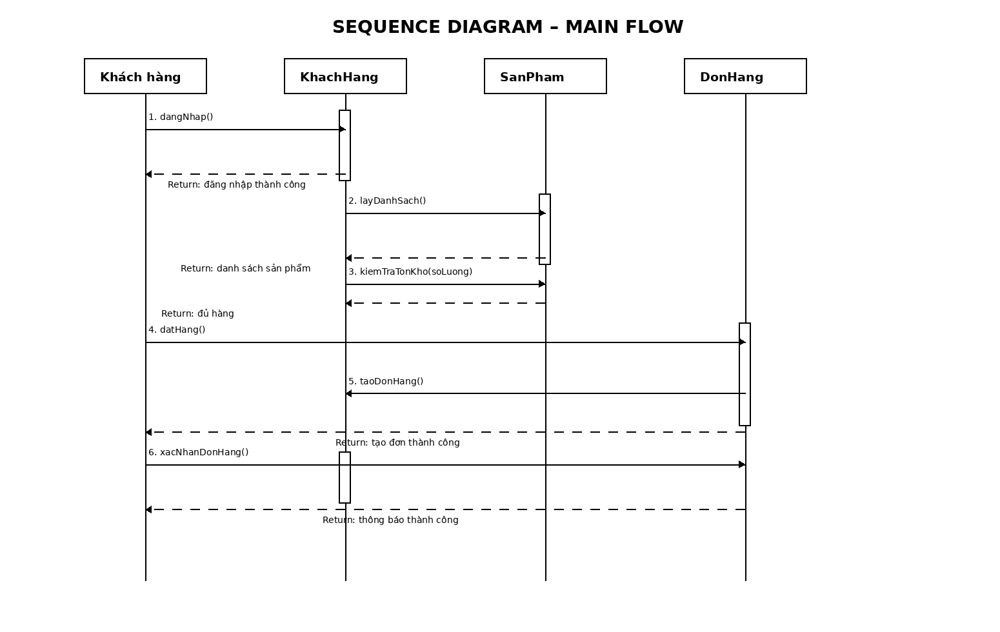 SEQUENCE DIAGRAM – MAIN FLOW
Khách hàng
KhachHang
SanPham
DonHang
1. dangNhap()
Return: đăng nhập thành công
2. layDanhSach()
Return: danh sách sản phẩm
3. kiemTraTonKho(soLuong)
Return: đủ hàng
4. datHang()
5. taoDonHang()
Return: tạo đơn thành công
6. xacNhanDonHang()
Return: thông báo thành công